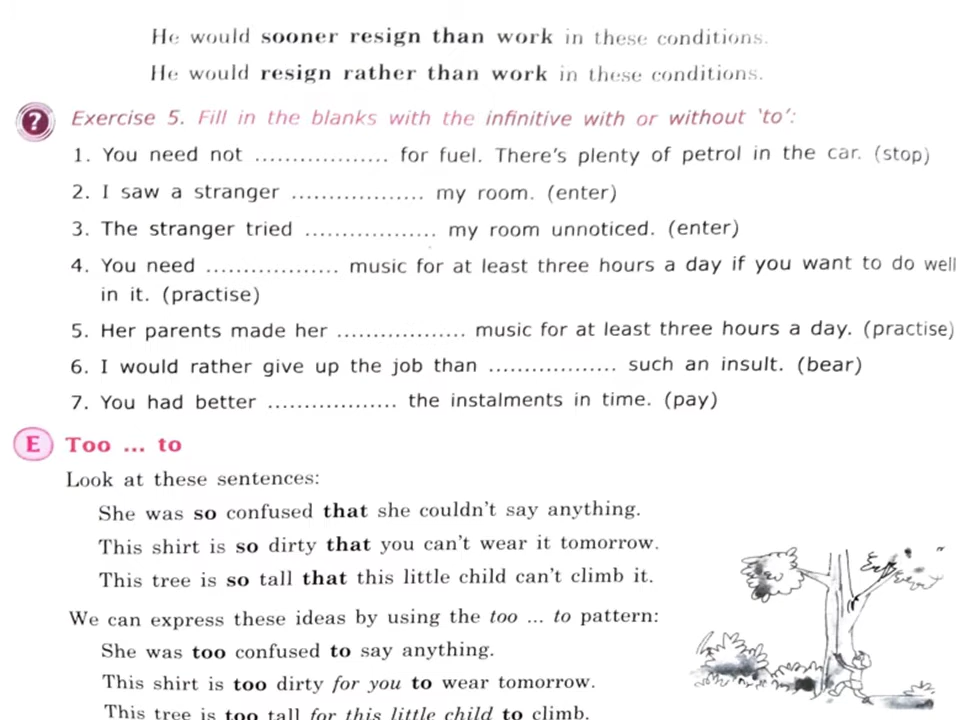 He would sooner resign than work in these conditions.
He would resign rather than work in these conditions.
? Exercise 5. Fill in the blanks with the infinitive with or without ‘to’:
1. You need not .................. for fuel. There’s plenty of petrol in the car. (stop)
2. I saw a stranger .................. my room. (enter)
3. The stranger tried .................. my room unnoticed. (enter)
4. You need .................. music for at least three hours a day if you want to do well
in it. (practise)
5. Her parents made her .................. music for at least three hours a day. (practise)
6. I would rather give up the job than .................. such an insult. (bear)
7. You had better .................. the instalments in time. (pay)
E Too ... to
Look at these sentences:
She was so confused that she couldn’t say anything.
This shirt is so dirty that you can’t wear it tomorrow.
This tree is so tall that this little child can’t climb it.
We can express these ideas by using the too ... to pattern:
She was too confused to say anything.
This shirt is too dirty for you to wear tomorrow.
This tree is too tall for this little child to climb.